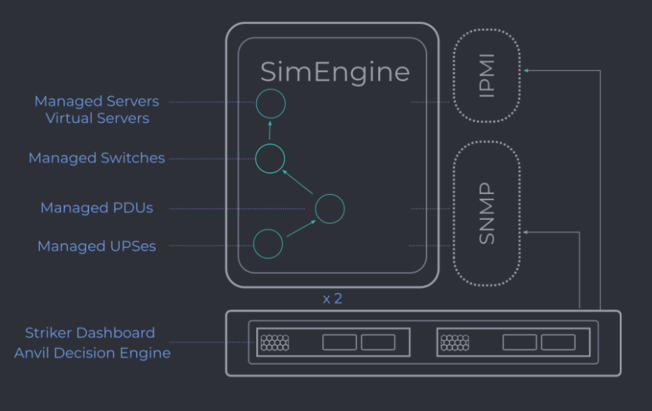 SimEngine
IPMI
Managed Servers
Virtual Servers
Managed Switches
SNMP
Managed PDUs
Managed UPSes
x 2
Striker Dashboard
Anvil Decision Engine